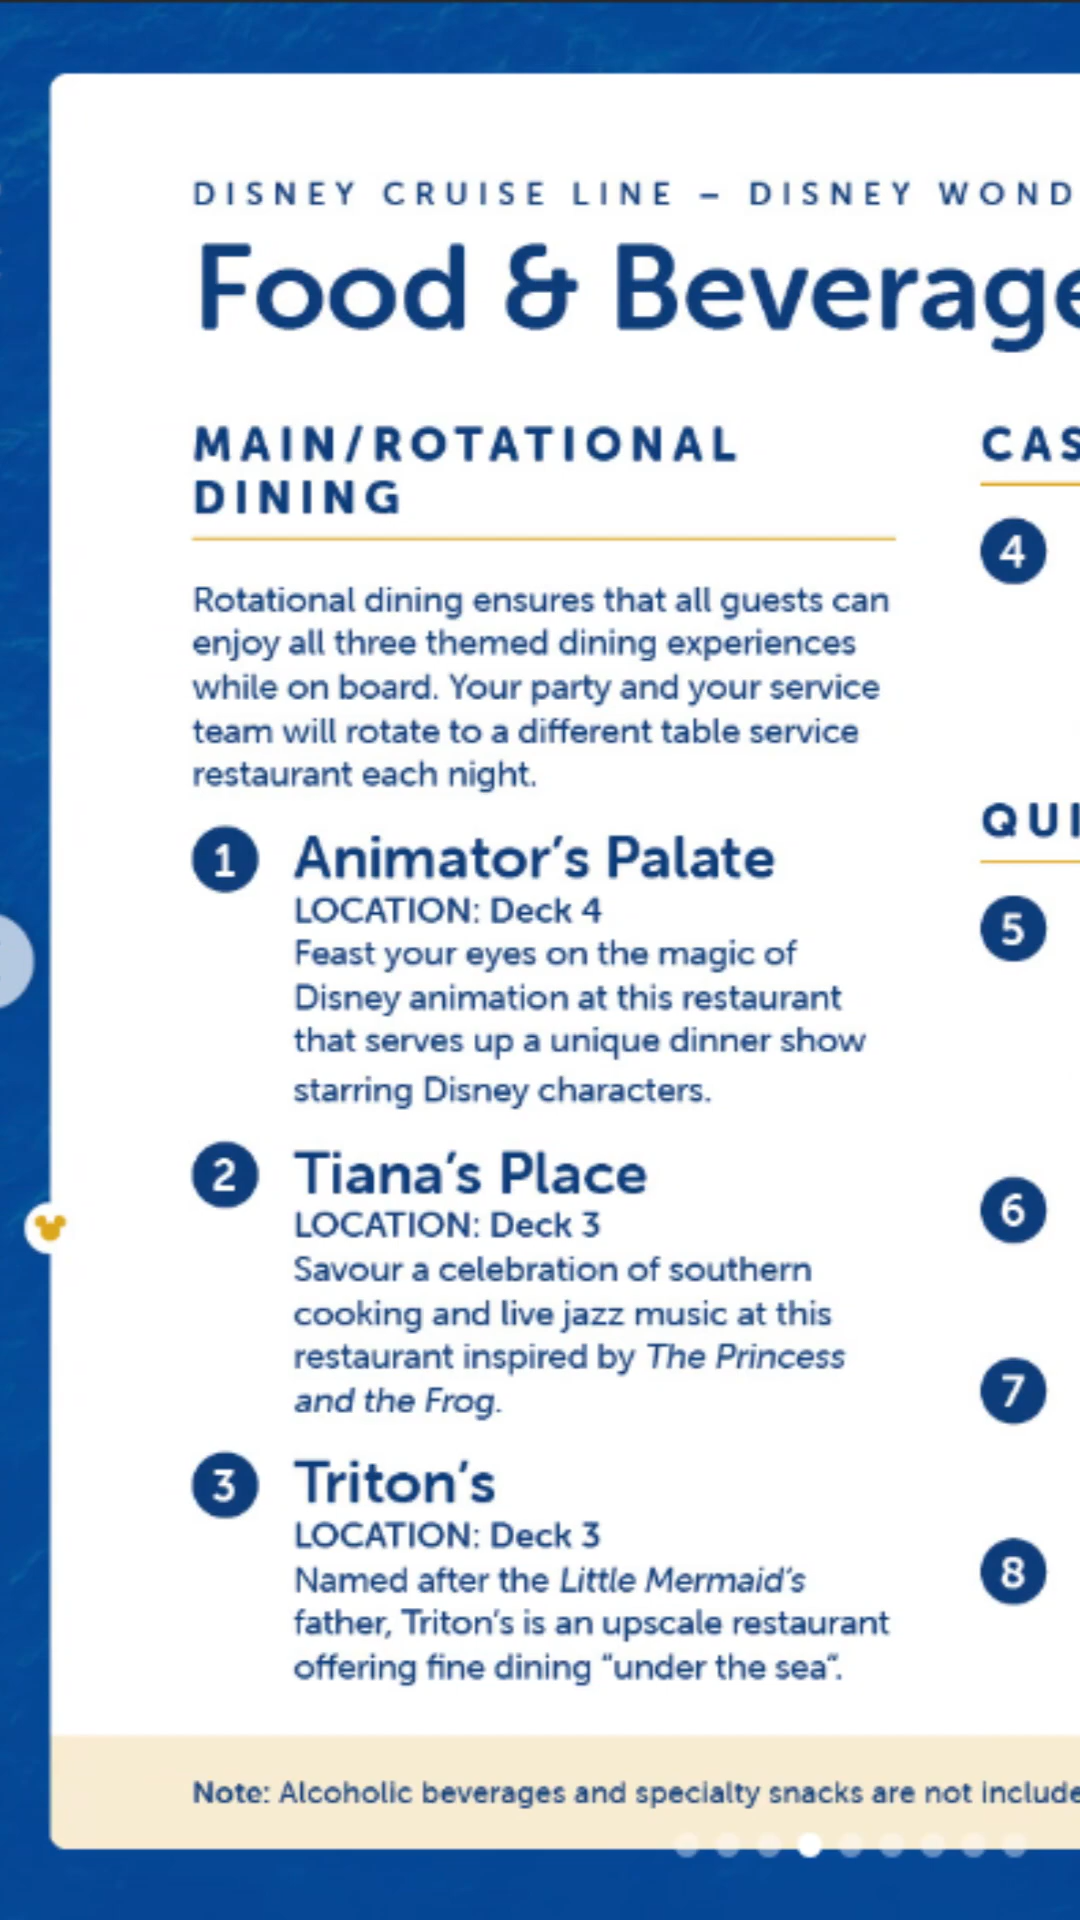 DISNEY CRUISE LINE – DISNEY WOND
Food & Beverage
MAIN/ROTATIONAL
DINING
Rotational dining ensures that all guests can
enjoy all three themed dining experiences
while on board. Your party and your service
team will rotate to a different table service
restaurant each night.
1 Animator’s Palate
LOCATION: Deck 4
Feast your eyes on the magic of
Disney animation at this restaurant
that serves up a unique dinner show
starring Disney characters.
2 Tiana’s Place
LOCATION: Deck 3
Savour a celebration of southern
cooking and live jazz music at this
restaurant inspired by The Princess
and the Frog.
3 Triton’s
LOCATION: Deck 3
Named after the Little Mermaid’s
father, Triton’s is an upscale restaurant
offering fine dining “under the sea”.
CAS
4
QUI
5
6
7
8
Note: Alcoholic beverages and specialty snacks are not include